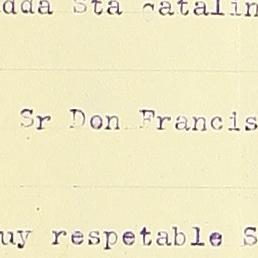 ada Sta Catalin
Sr Don Francis
uy respetable S